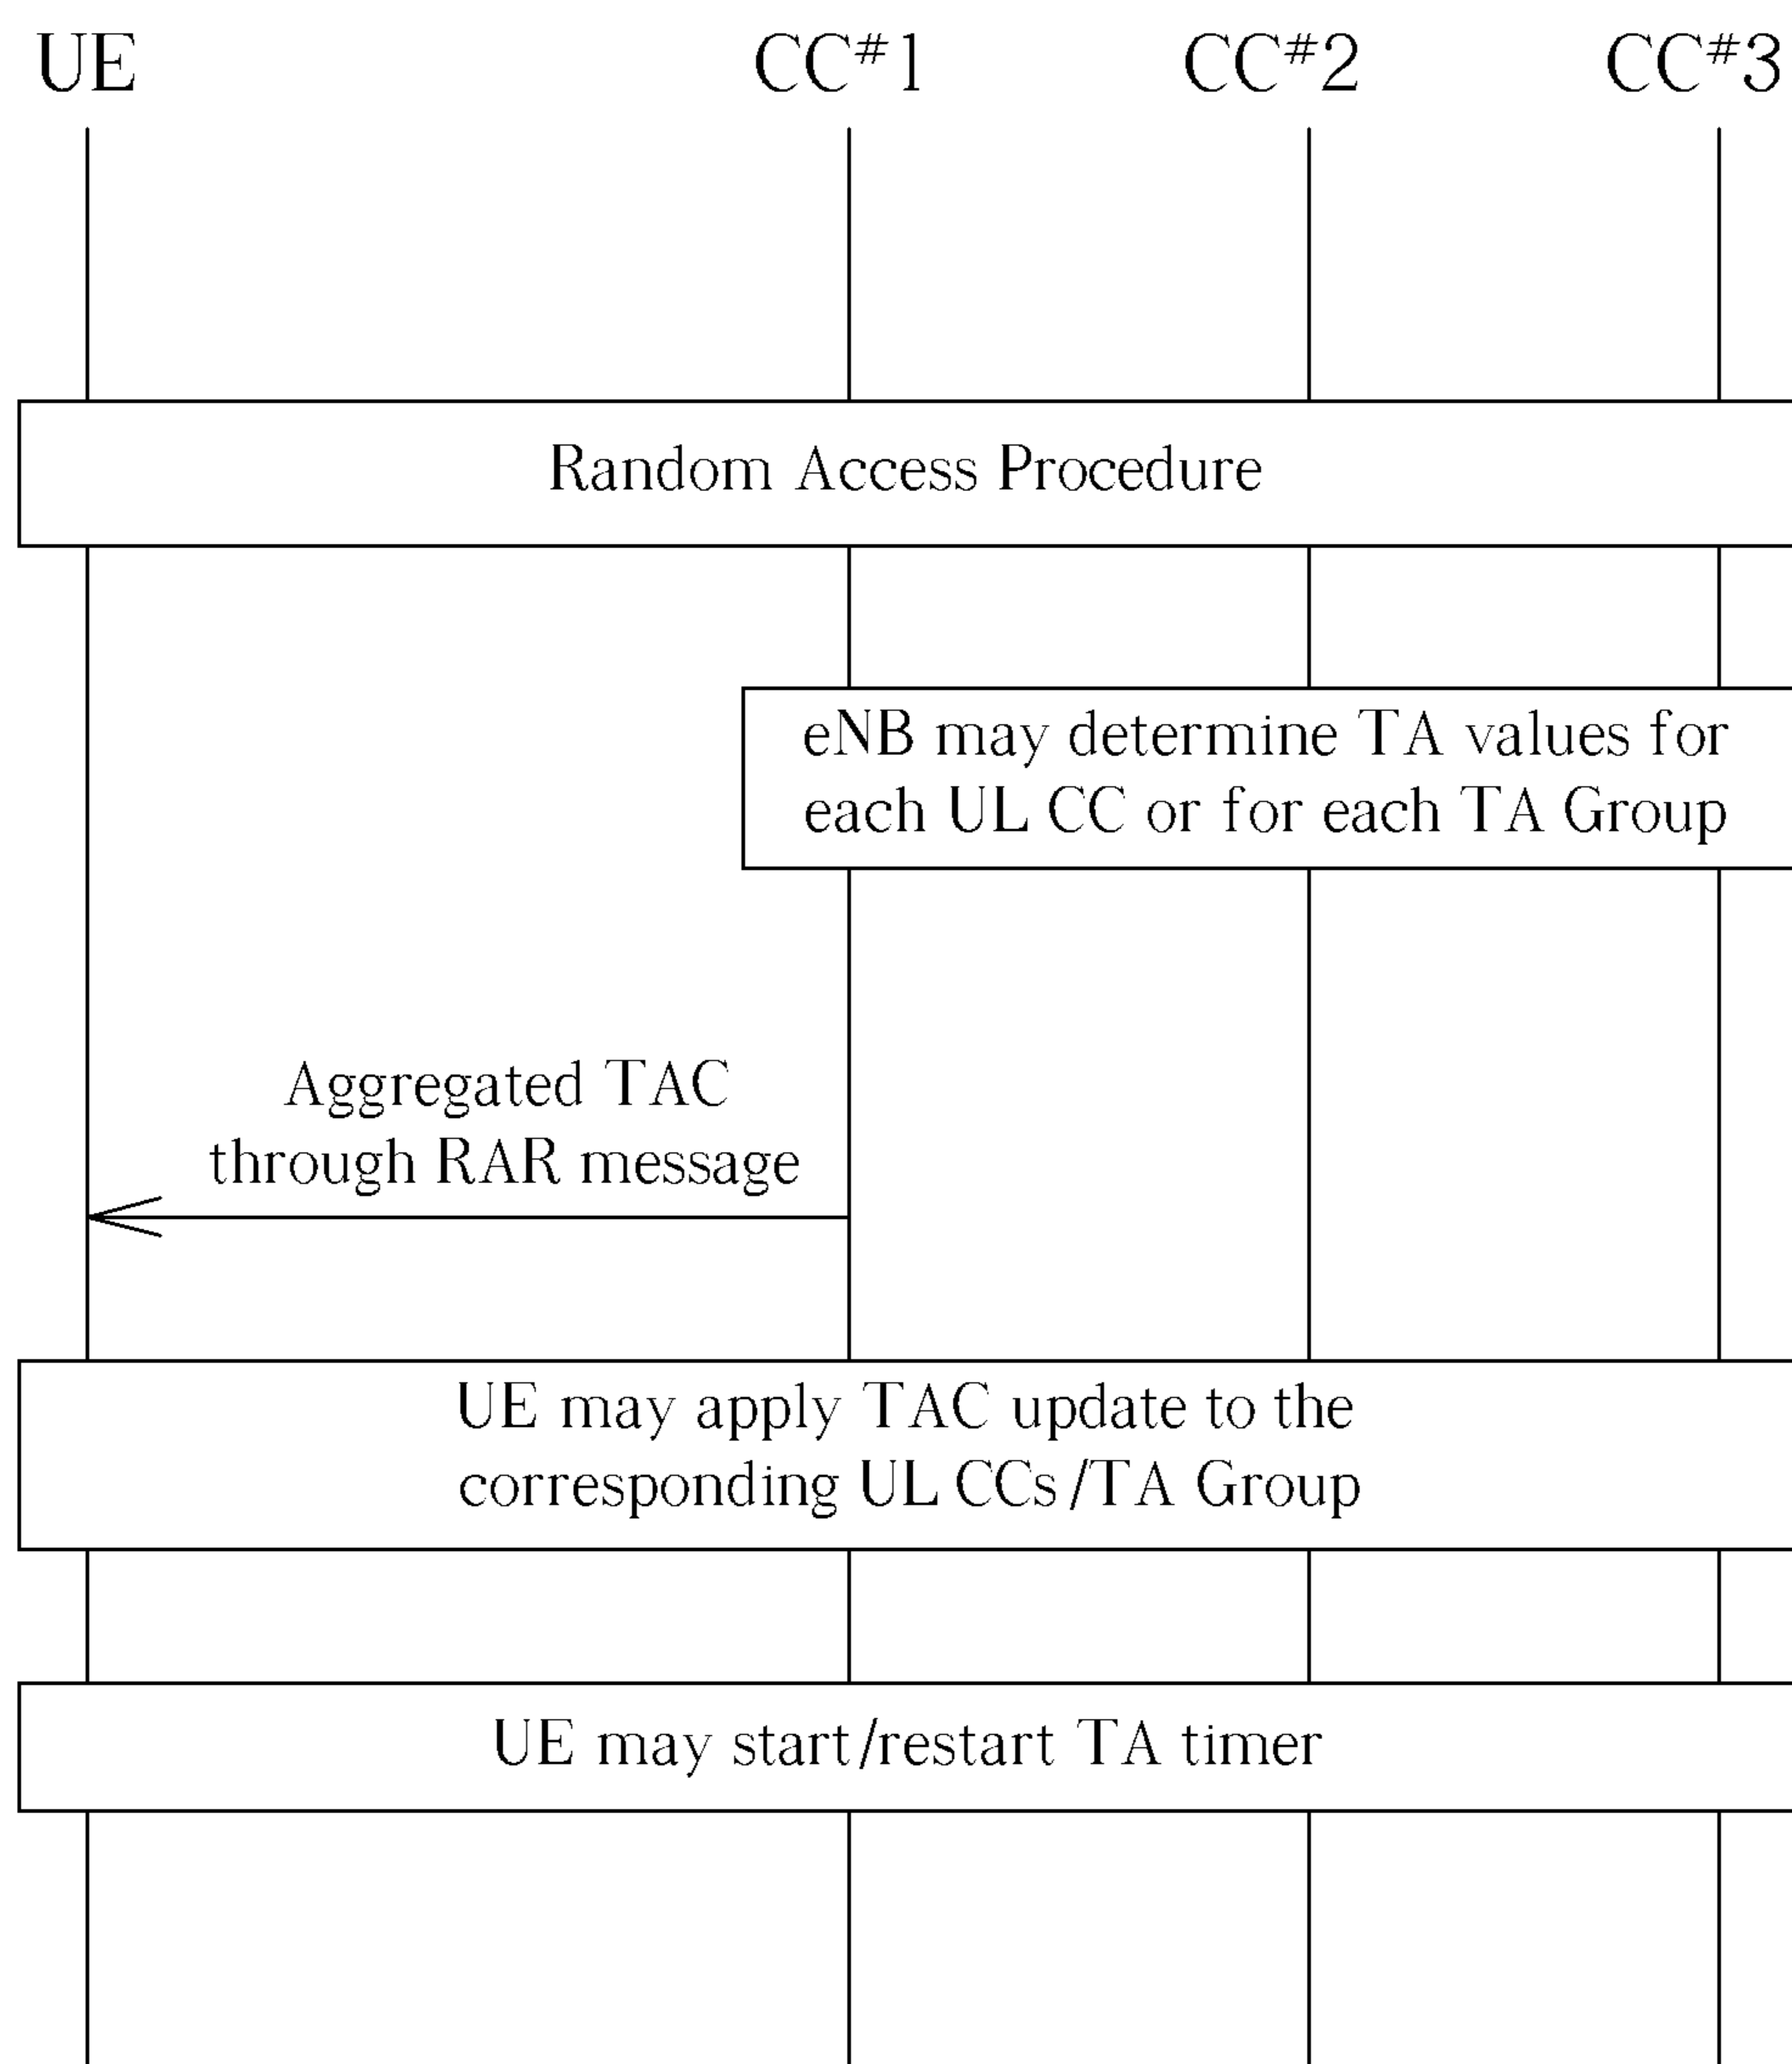 UE CC#1 CC#2 CC#3
Random Access Procedure
eNB may determine TA values for
each UL CC or for each TA Group
Aggregated TAC
through RAR message
UE may apply TAC update to the
corresponding UL CCs/TA Group
UE may start/restart TA timer